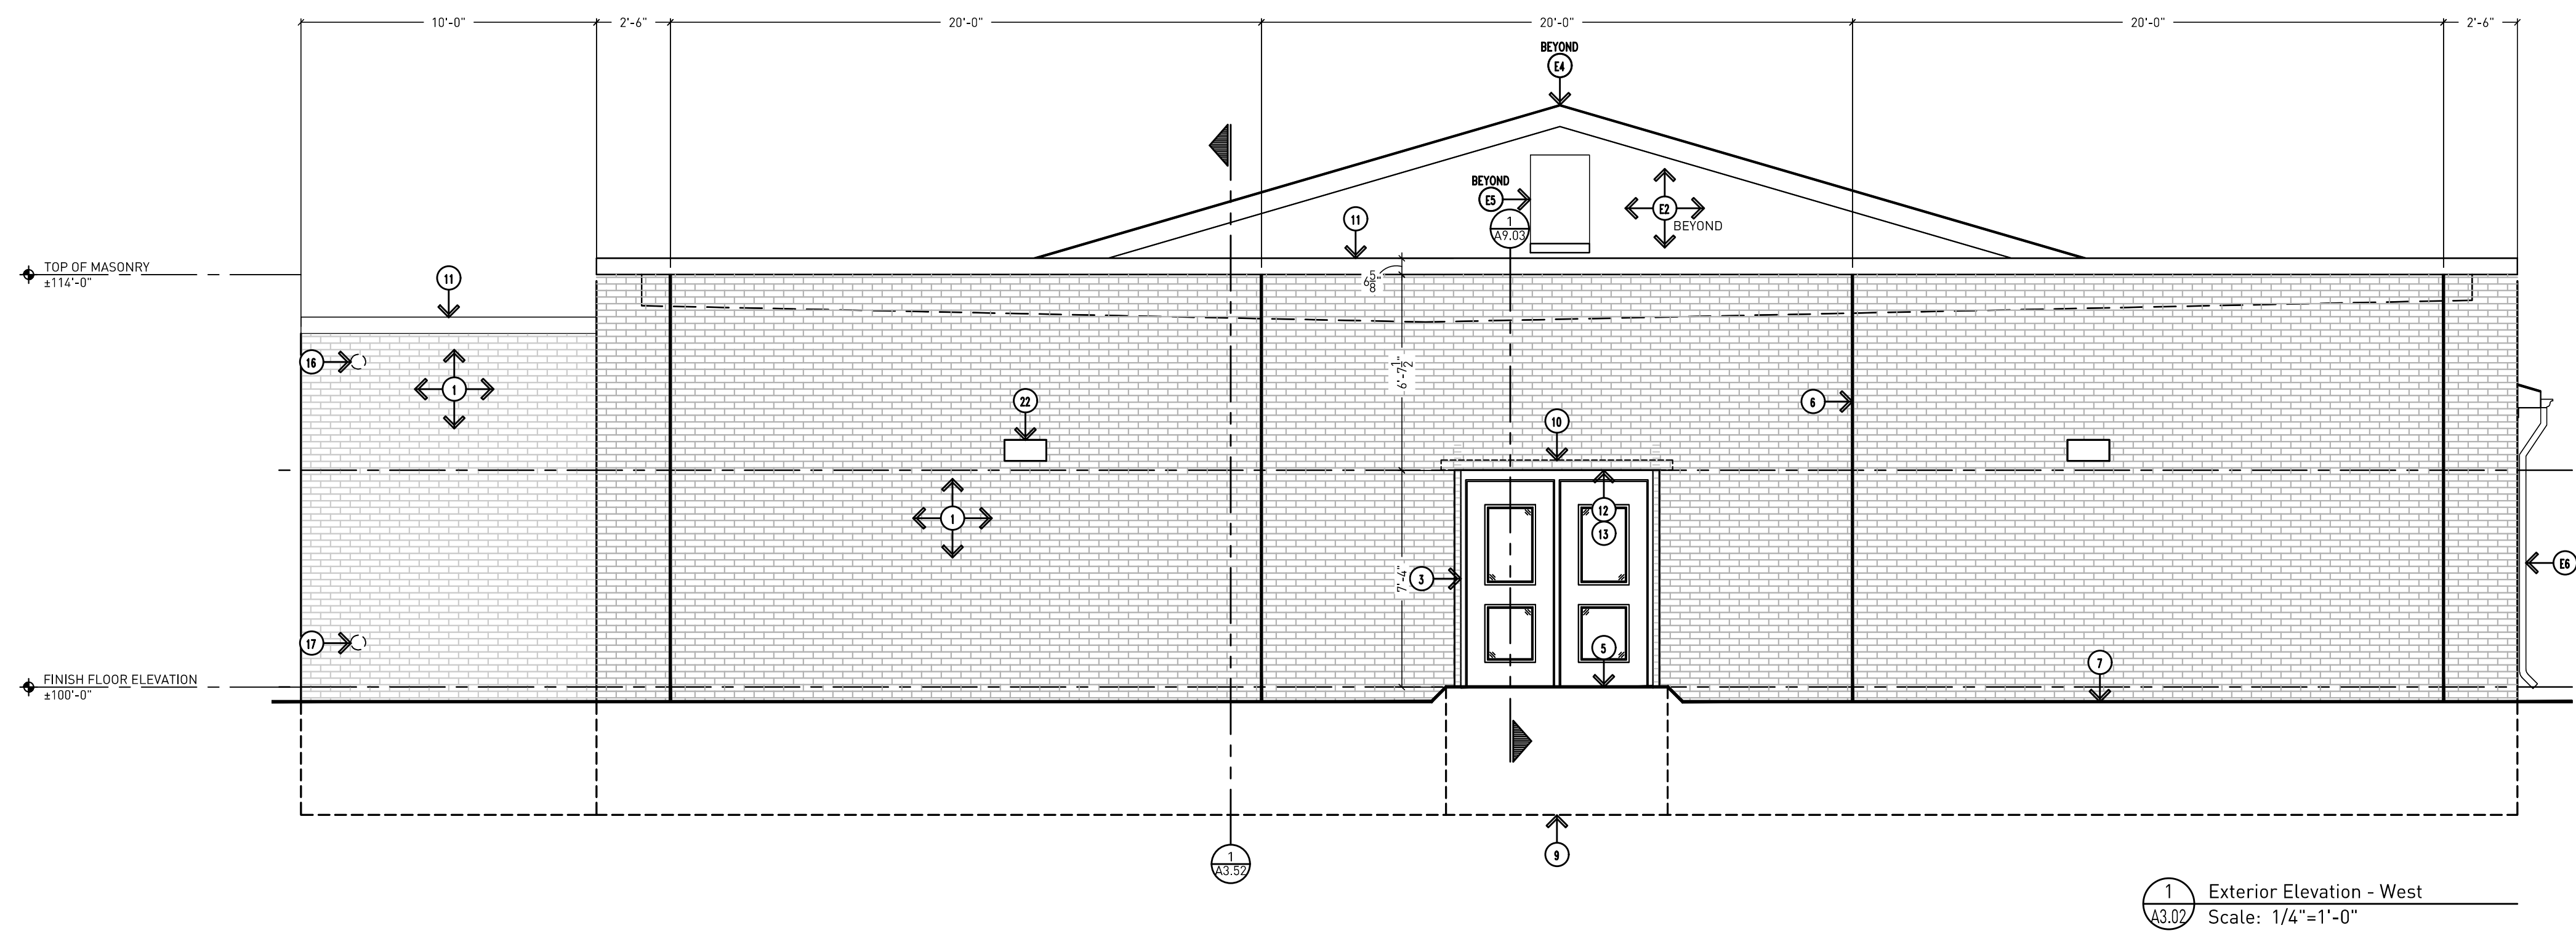 10'-0"
2'-6"
20'-0"
20'-0"
20'-0"
2'-6"
BEYOND
E4
BEYOND
E5
E2
BEYOND
11
1
A9.03
TOP OF MASONRY
±114'-0"
11
6 5/8"
16
1
6'-7 1/2"
22
6
10
1
12
13
7'-4"
3
E6
17
5
7
FINISH FLOOR ELEVATION
±100'-0"
9
1
A3.52
1
A3.02
Exterior Elevation - West
Scale: 1/4"=1'-0"